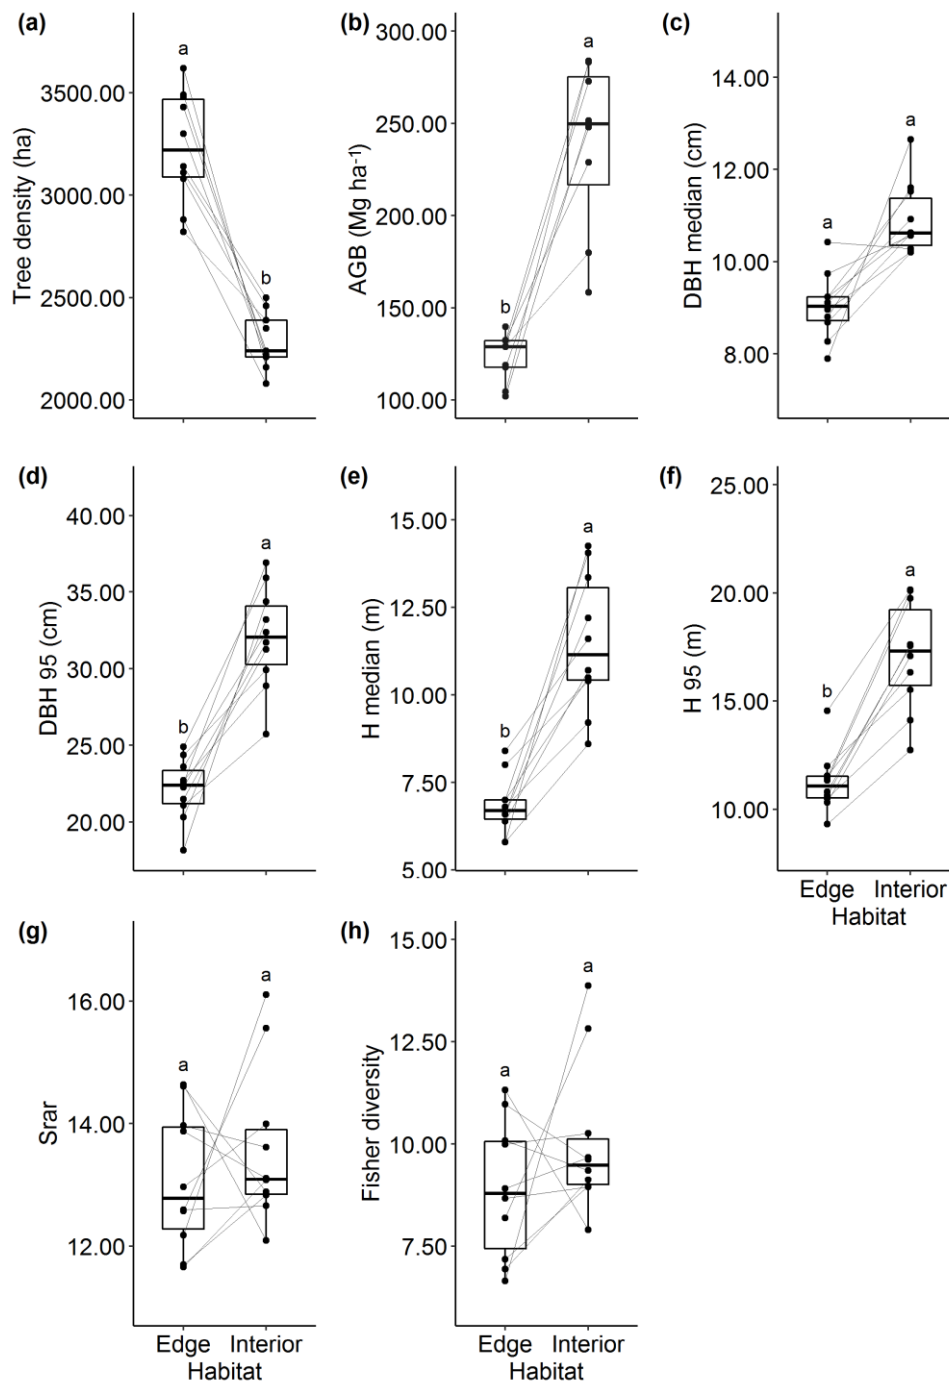 (a)
Tree density (ha)
3500.00
3000.00
2500.00
2000.00
a
b
(b)
AGB (Mg ha-1)
300.00
250.00
200.00
150.00
100.00
b
a
(c)
DBH median (cm)
14.00
12.00
10.00
8.00
a
a
(d)
DBH 95 (cm)
40.00
35.00
30.00
25.00
20.00
b
a
(e)
H median (m)
15.00
12.50
10.00
7.50
5.00
b
a
(f)
H 95 (m)
25.00
20.00
15.00
10.00
b
a
Edge Interior
Habitat
(g)
Srar
16.00
14.00
12.00
a
a
Edge Interior
Habitat
(h)
Fisher diversity
15.00
12.50
10.00
7.50
a
a
Edge Interior
Habitat